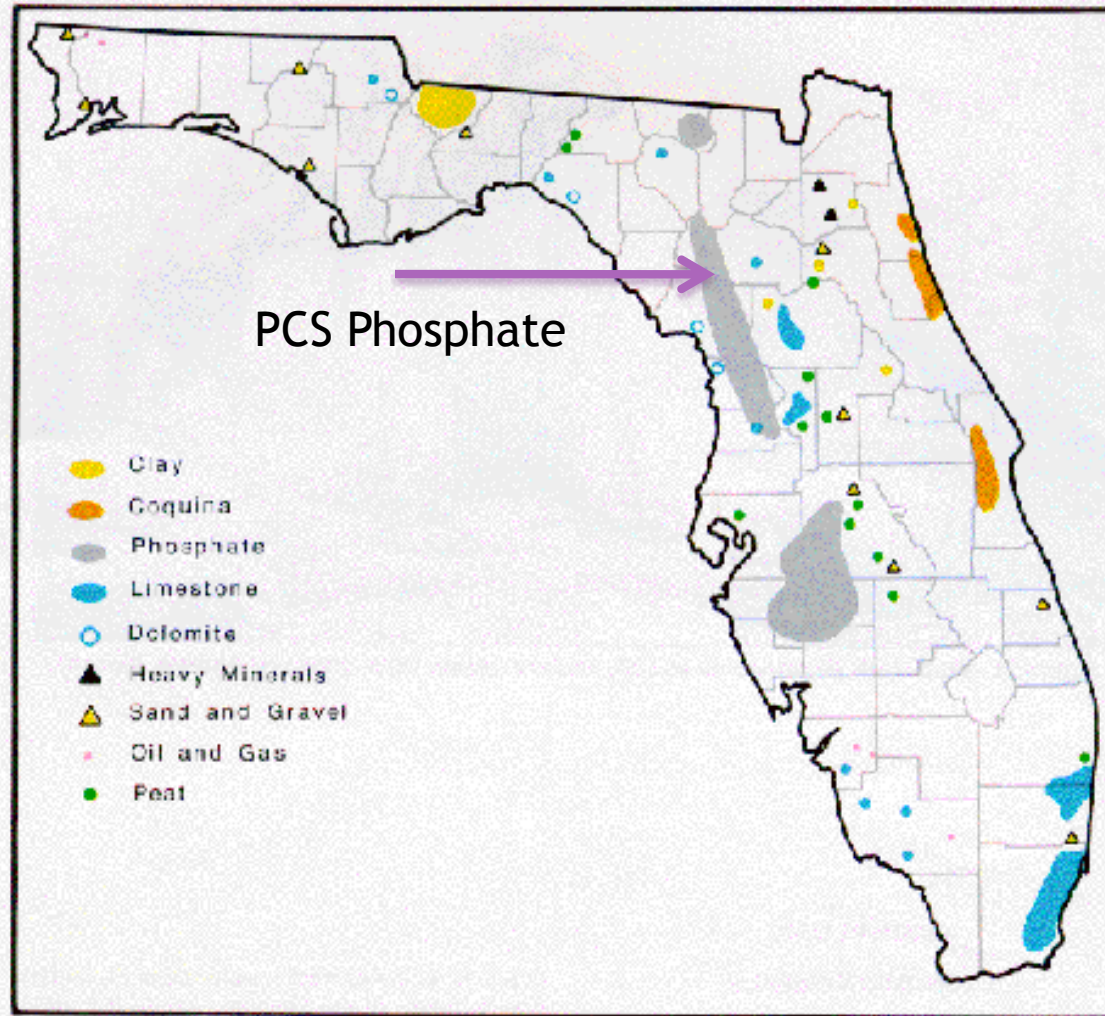 PCS Phosphate
Clay
Coquina
Phosphate
Limestone
Dolomite
Heavy Minerals
Sand and Gravel
Oil and Gas
Peat